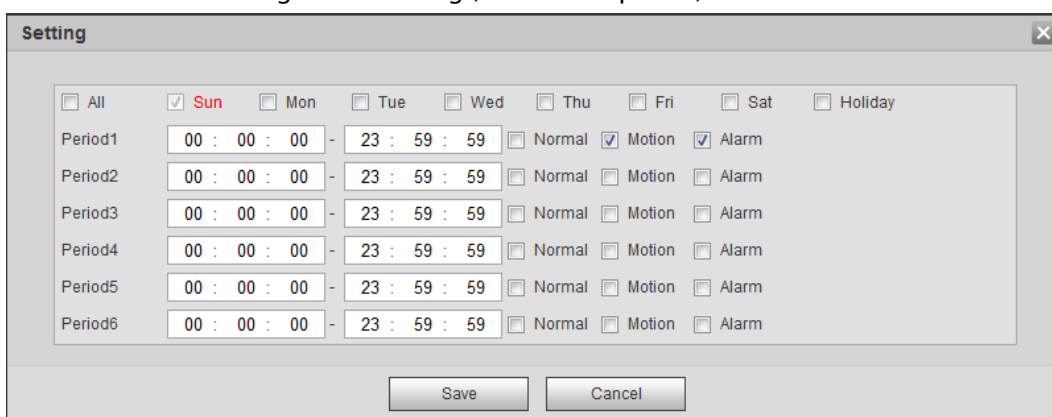 Setting
All Sun Mon Tue Wed Thu Fri Sat Holiday
Period1 00 : 00 : 00 - 23 : 59 : 59 Normal Motion Alarm
Period2 00 : 00 : 00 - 23 : 59 : 59 Normal Motion Alarm
Period3 00 : 00 : 00 - 23 : 59 : 59 Normal Motion Alarm
Period4 00 : 00 : 00 - 23 : 59 : 59 Normal Motion Alarm
Period5 00 : 00 : 00 - 23 : 59 : 59 Normal Motion Alarm
Period6 00 : 00 : 00 - 23 : 59 : 59 Normal Motion Alarm
Save Cancel